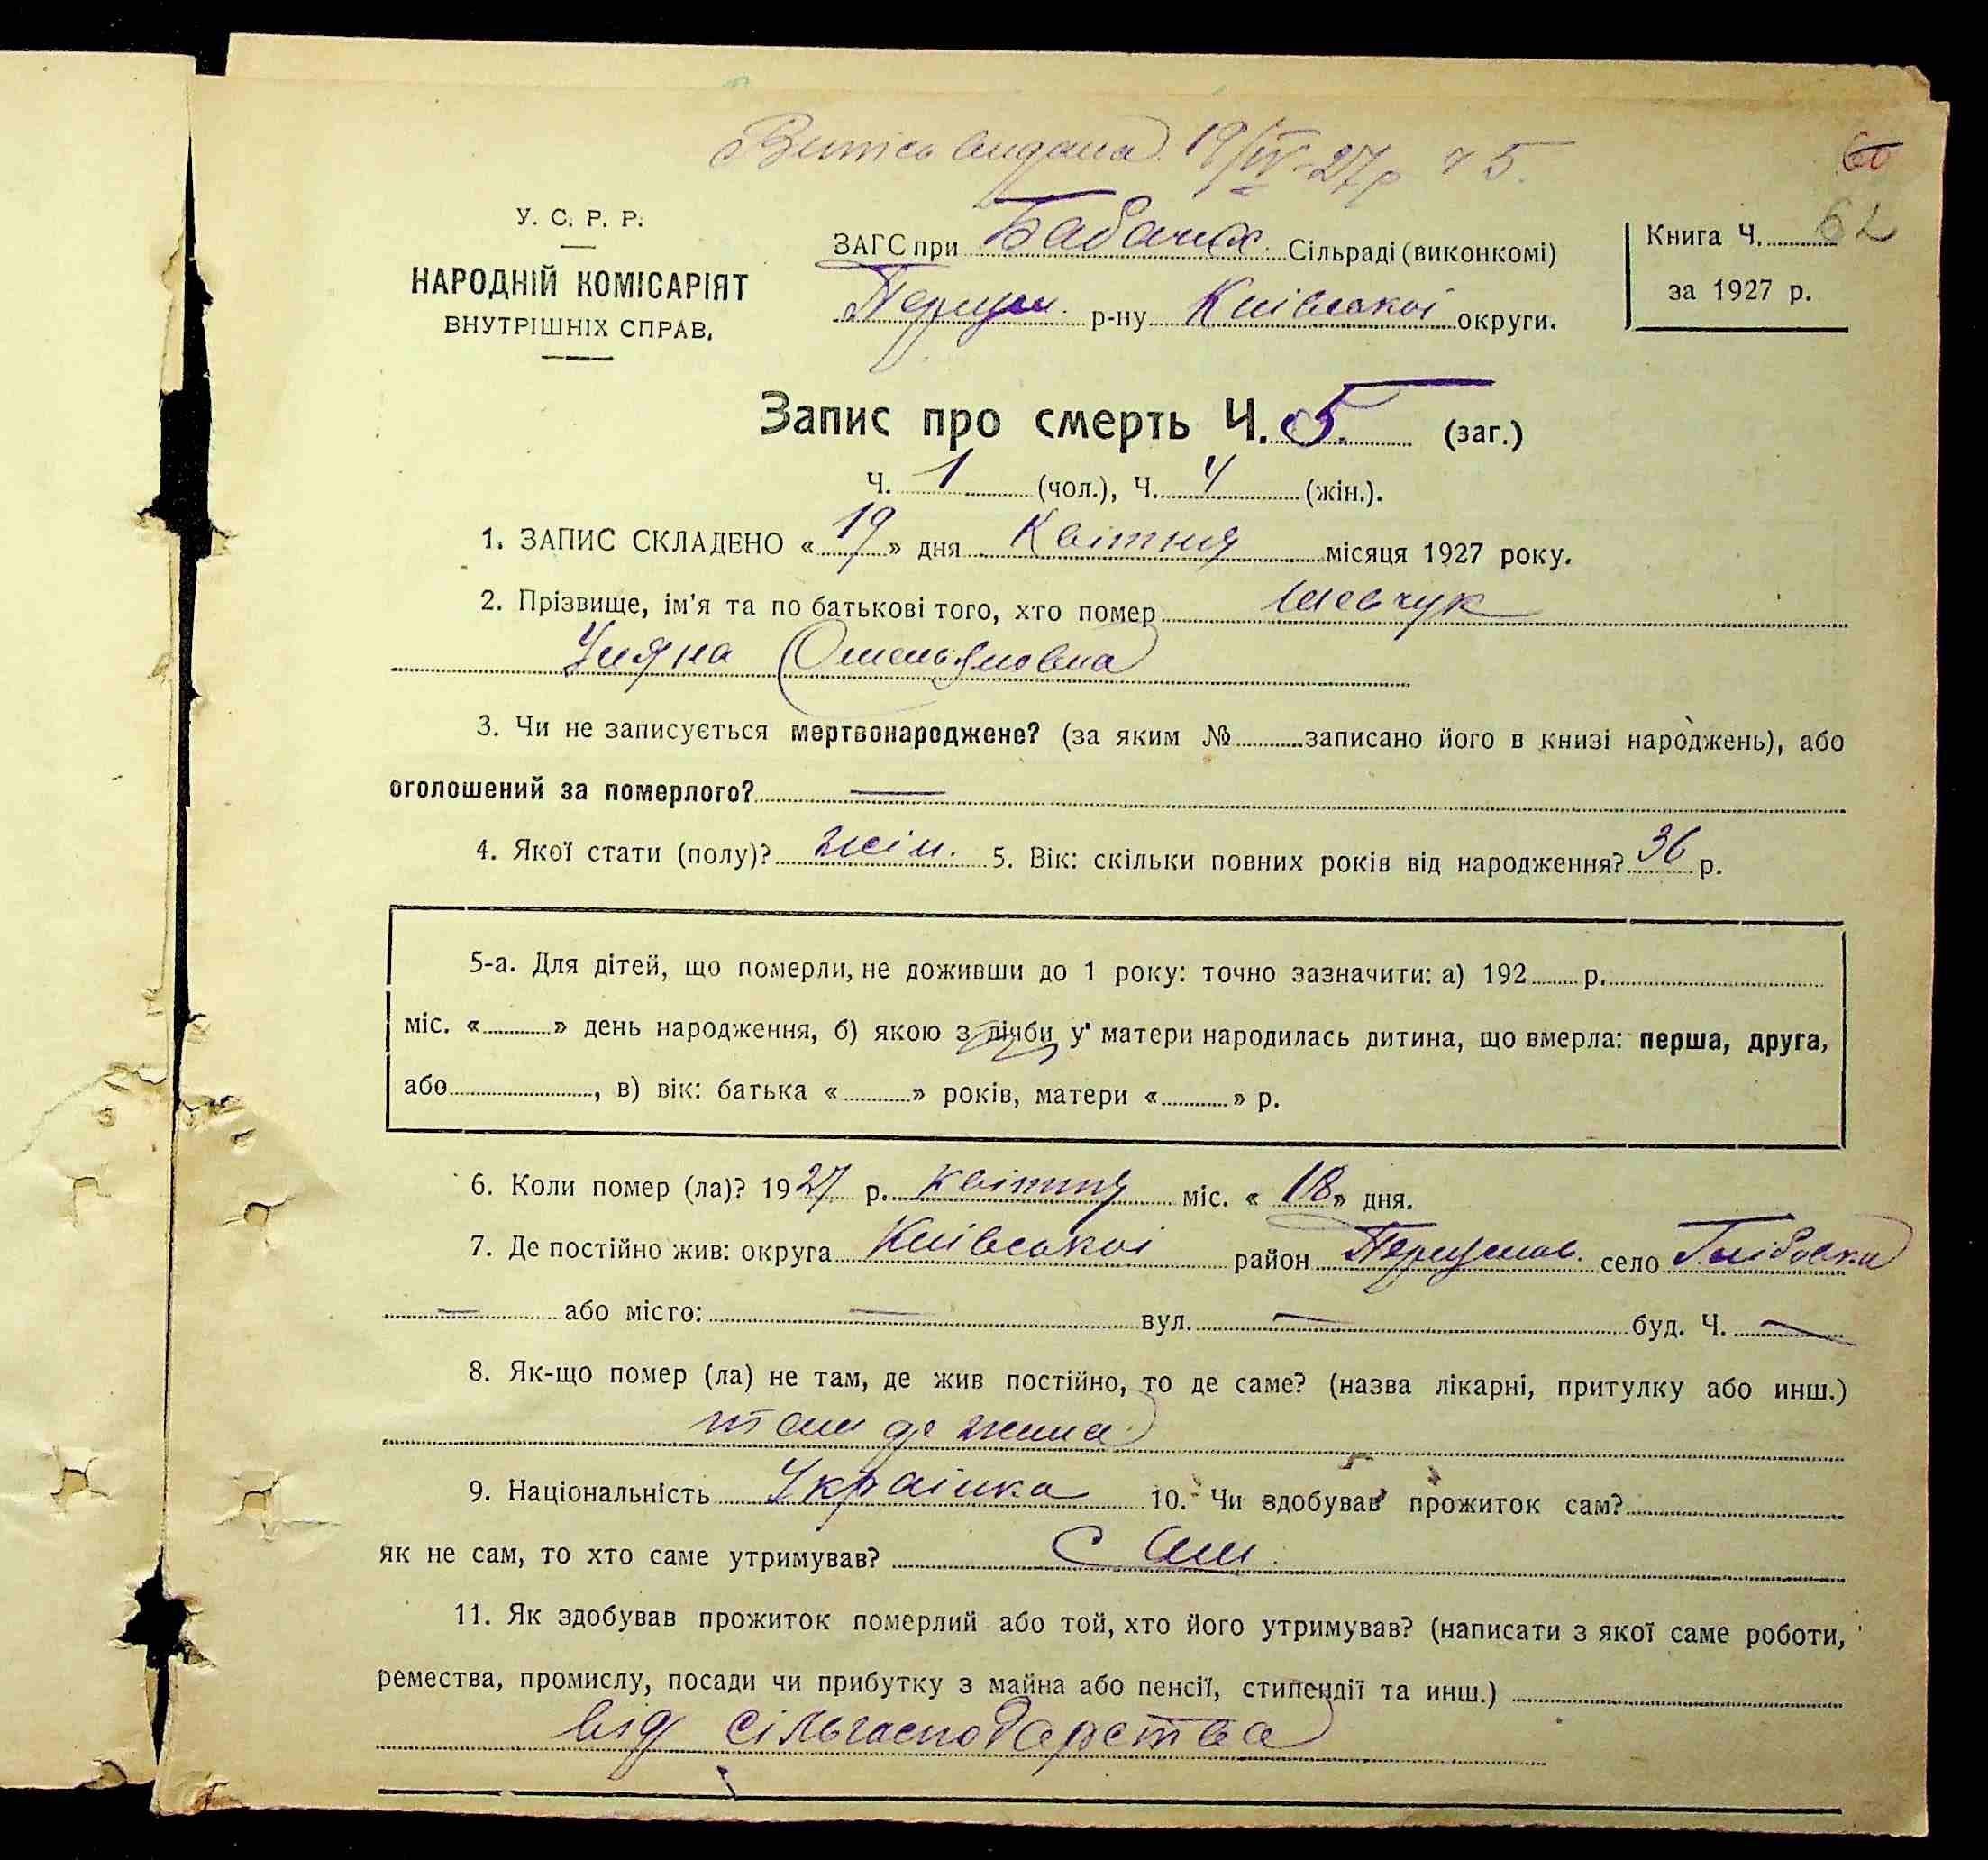 видана 19/IV-27р ч 5.
60
У. С. Р. Р.
НАРОДНІЙ КОМІСАРІЯТ
ВНУТРІШНІХ СПРАВ.
ЗАГС при Сільраді (виконкомі)
р-ну Київської округи.
Книга Ч. 62
за 1927 р.
Запис про смерть Ч. 5. (заг.)
Ч. 1 (чол.), Ч. 4 (жін.).
1. ЗАПИС СКЛАДЕНО « 19 » дня Квітня місяця 1927 року.
2. Прізвище, ім'я та по батькові того, хто помер Шевчук
Уляна Омельяновна
3. Чи не записується мертвонароджене? (за яким № записано його в книзі народжень), або
оголошений за померлого? —
4. Якої стати (полу)? жін. 5. Вік: скільки повних років від народження? 36 р.
5-а. Для дітей, що померли, не доживши до 1 року: точно зазначити: а) 192 р.
міс. « » день народження, б) якою з лічби у матери народилась дитина, що вмерла: перша, друга,
або , в) вік: батька « » років, матери « » р.
6. Коли помер (ла)? 1927 р. квітня міс. « 18 » дня.
7. Де постійно жив: округа Київської район село
— або місто: — вул. — буд. Ч. —
8. Як-що помер (ла) не там, де жив постійно, то де саме? (назва лікарні, притулку або инш.)
там де жила
9. Національність Українка 10. Чи здобував прожиток сам?
як не сам, то хто саме утримував? Сам.
11. Як здобував прожиток померлий або той, хто його утримував? (написати з якої саме роботи,
ремества, промислу, посади чи прибутку з майна або пенсії, стипендії та инш.)
від сільгосподарства